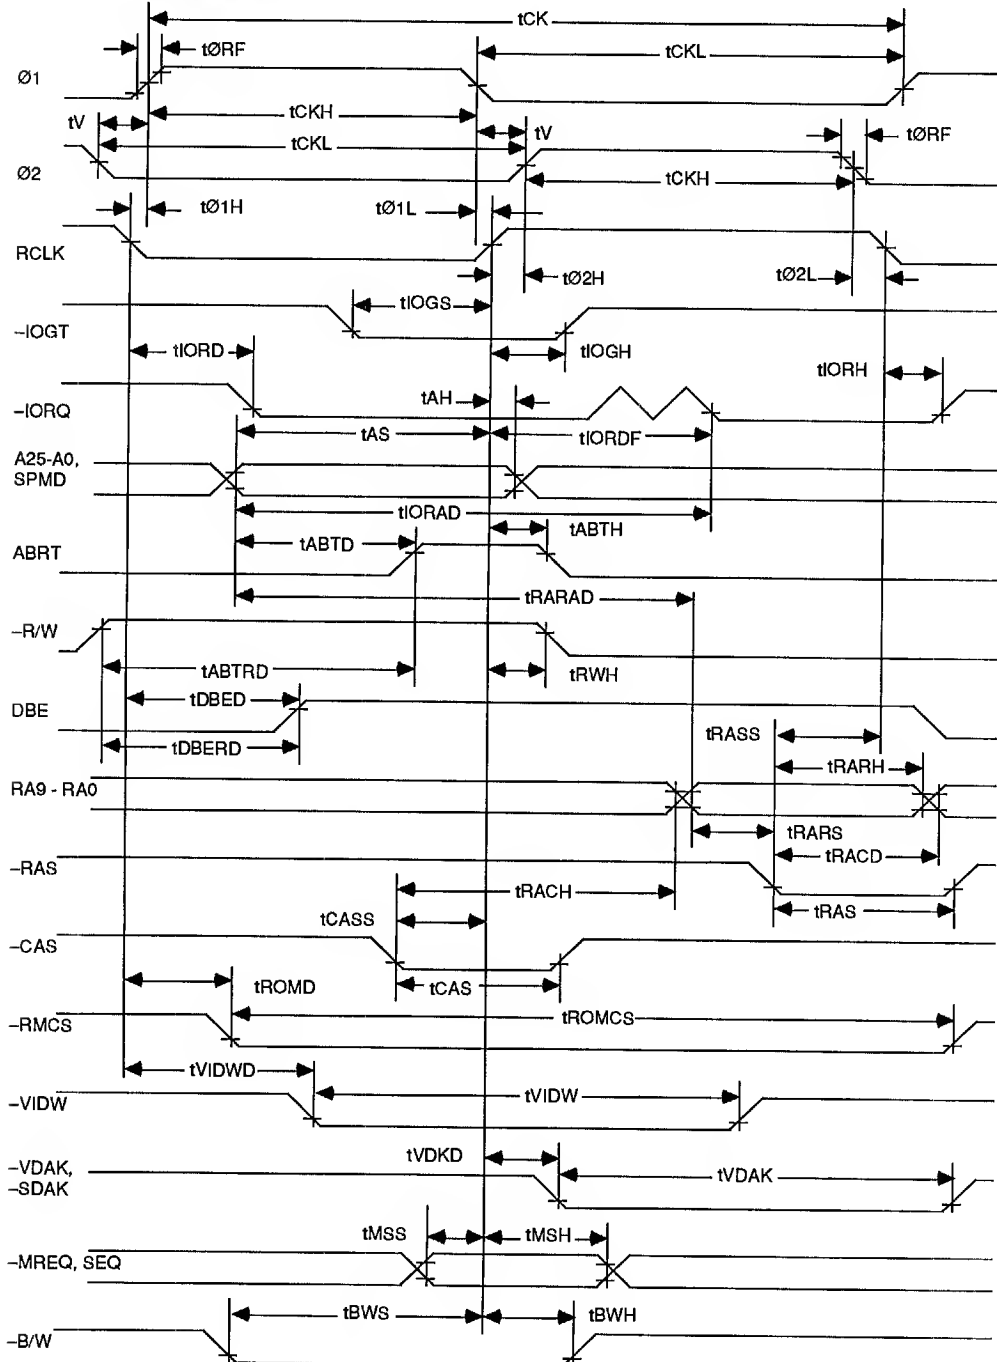 tCK
tØRF
tCKL
Ø1
tV
tCKH
tV
tØRF
tCKL
Ø2
tCKH
tØ1H
tØ1L
RCLK
tØ2H
tØ2L
tIOGS
–IOGT
tIORD
tIOGH
tIORH
tAH
–IORQ
tAS
tIORDF
A25-A0,
SPMD
tIORAD
tABTH
tABTD
ABRT
tRARAD
–R/W
tABTRD
tRWH
tDBED
DBE
tRASS
tDBERD
tRARH
RA9 - RA0
tRARS
tRACD
–RAS
tRACH
tRAS
tCASS
–CAS
tROMD
tCAS
tROMCS
–RMCS
tVIDWD
tVIDW
–VIDW
tVDKD
–VDAK,
–SDAK
tVDAK
tMSS
tMSH
–MREQ, SEQ
tBWS
tBWH
–B/W